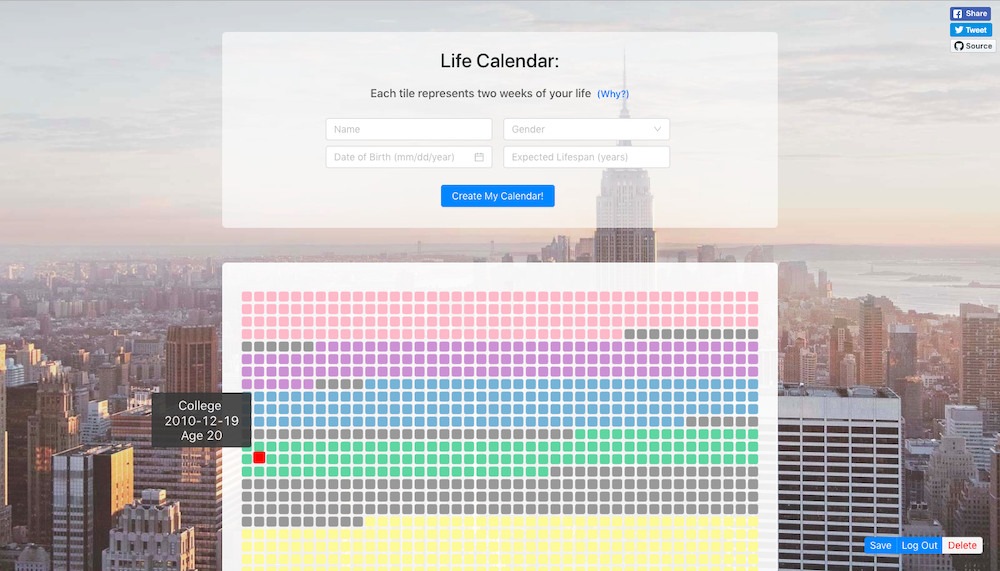 Share
Tweet
Source
Life Calendar:
Each tile represents two weeks of your life (Why?)
Name
Gender
Date of Birth (mm/dd/year)
Expected Lifespan (years)
Create My Calendar!
College
2010-12-19
Age 20
Save
Log Out
Delete